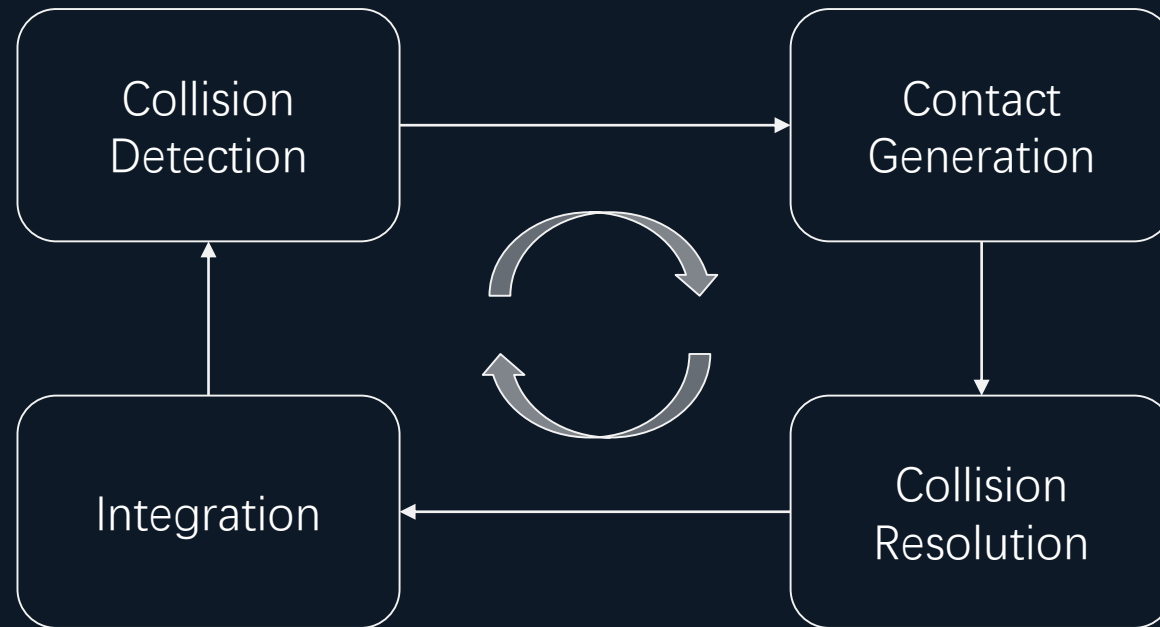 Collision
Detection
Contact
Generation
Integration
Collision
Resolution